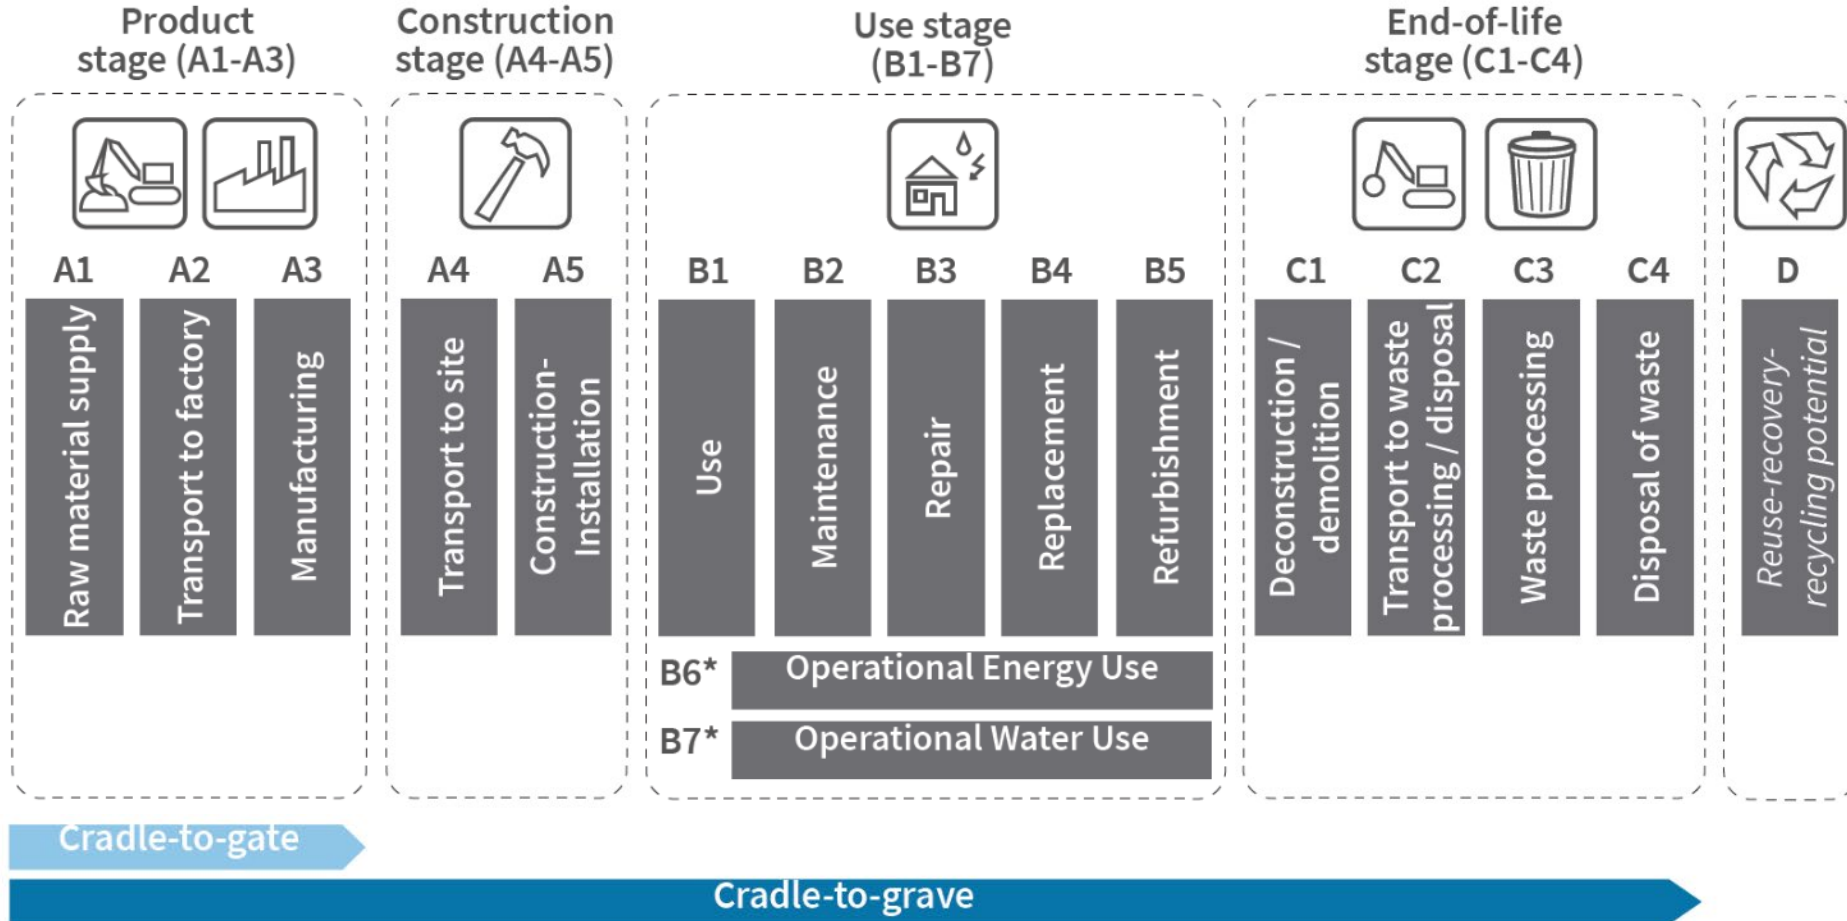 Product
stage (A1-A3)
Construction
stage (A4-A5)
Use stage
(B1-B7)
End-of-life
stage (C1-C4)
A1
A2
A3
A4
A5
B1
B2
B3
B4
B5
C1
C2
C3
C4
D
Raw material supply
Transport to factory
Manufacturing
Transport to site
Construction-
Installation
Use
Maintenance
Repair
Replacement
Refurbishment
Deconstruction /
demolition
Transport to waste
processing / disposal
Waste processing
Disposal of waste
Reuse-recovery-
recycling potential
B6*
Operational Energy Use
B7*
Operational Water Use
Cradle-to-gate
Cradle-to-grave